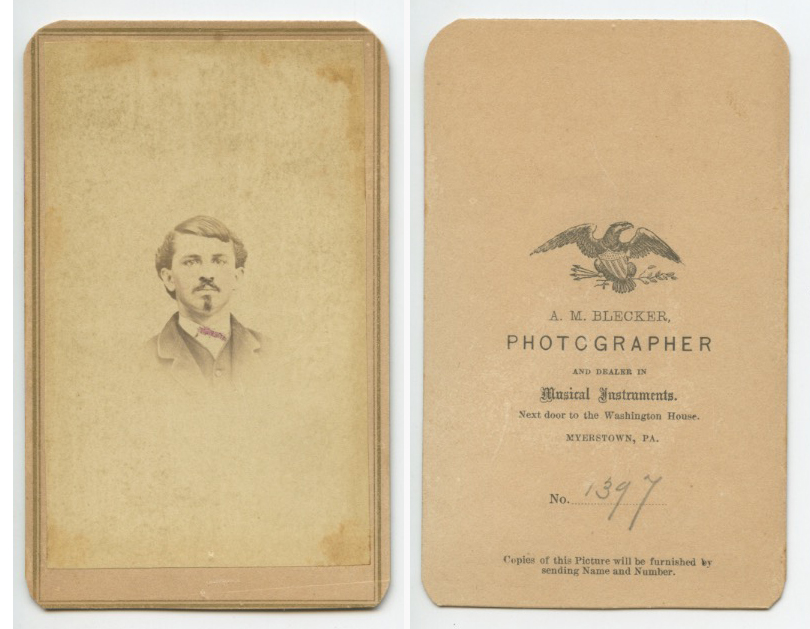 A. M. BLECKER,
PHOTOGRAPHER
AND DEALER IN
Musical Instruments.
Next door to the Washington House.
MYERSTOWN, PA.
No. 1397
Copies of this Picture will be furnished by
sending Name and Number.